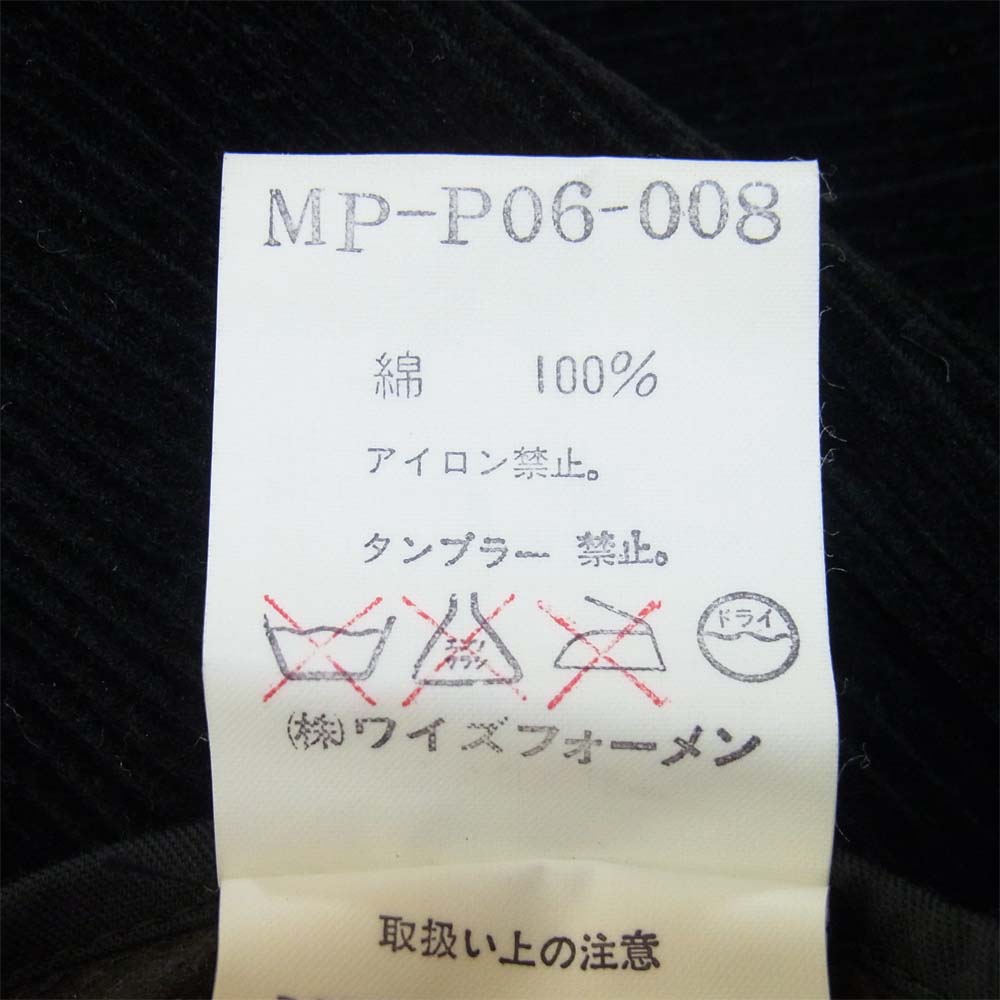 MP-P06-008
綿 100%
アイロン禁止。
タンブラー 禁止。
ドライ
㈱ワイズフォーメン
取扱い上の注意